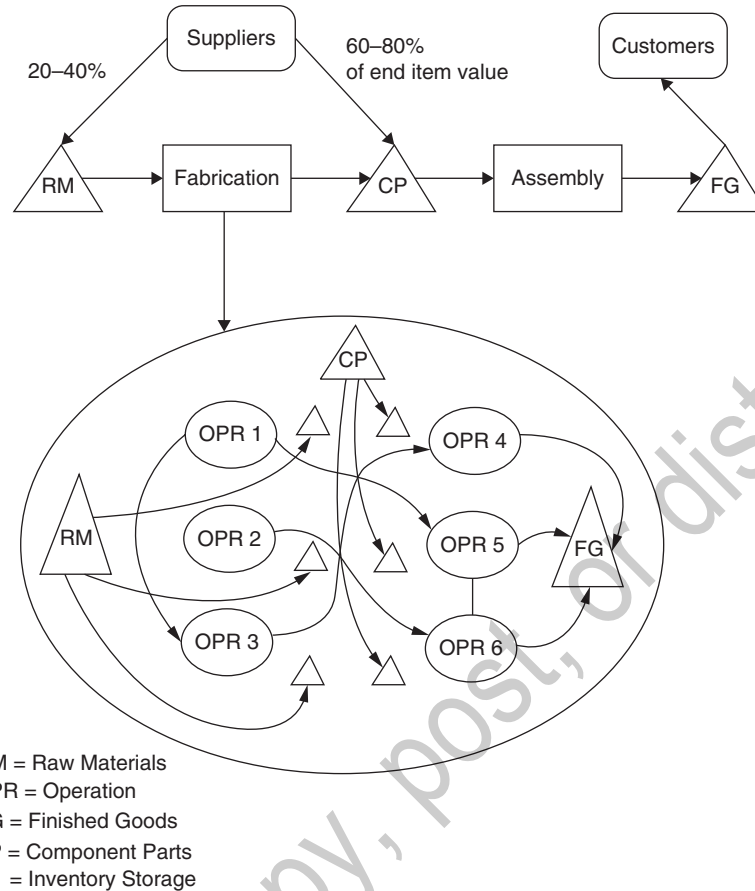 Suppliers
20–40%
60–80%
of end item value
Customers
RM
Fabrication
CP
Assembly
FG
CP
OPR 1
OPR 4
RM
OPR 2
OPR 5
FG
OPR 3
OPR 6
M = Raw Materials
PR = Operation
G = Finished Goods
P = Component Parts
= Inventory Storage
py, post, or dist